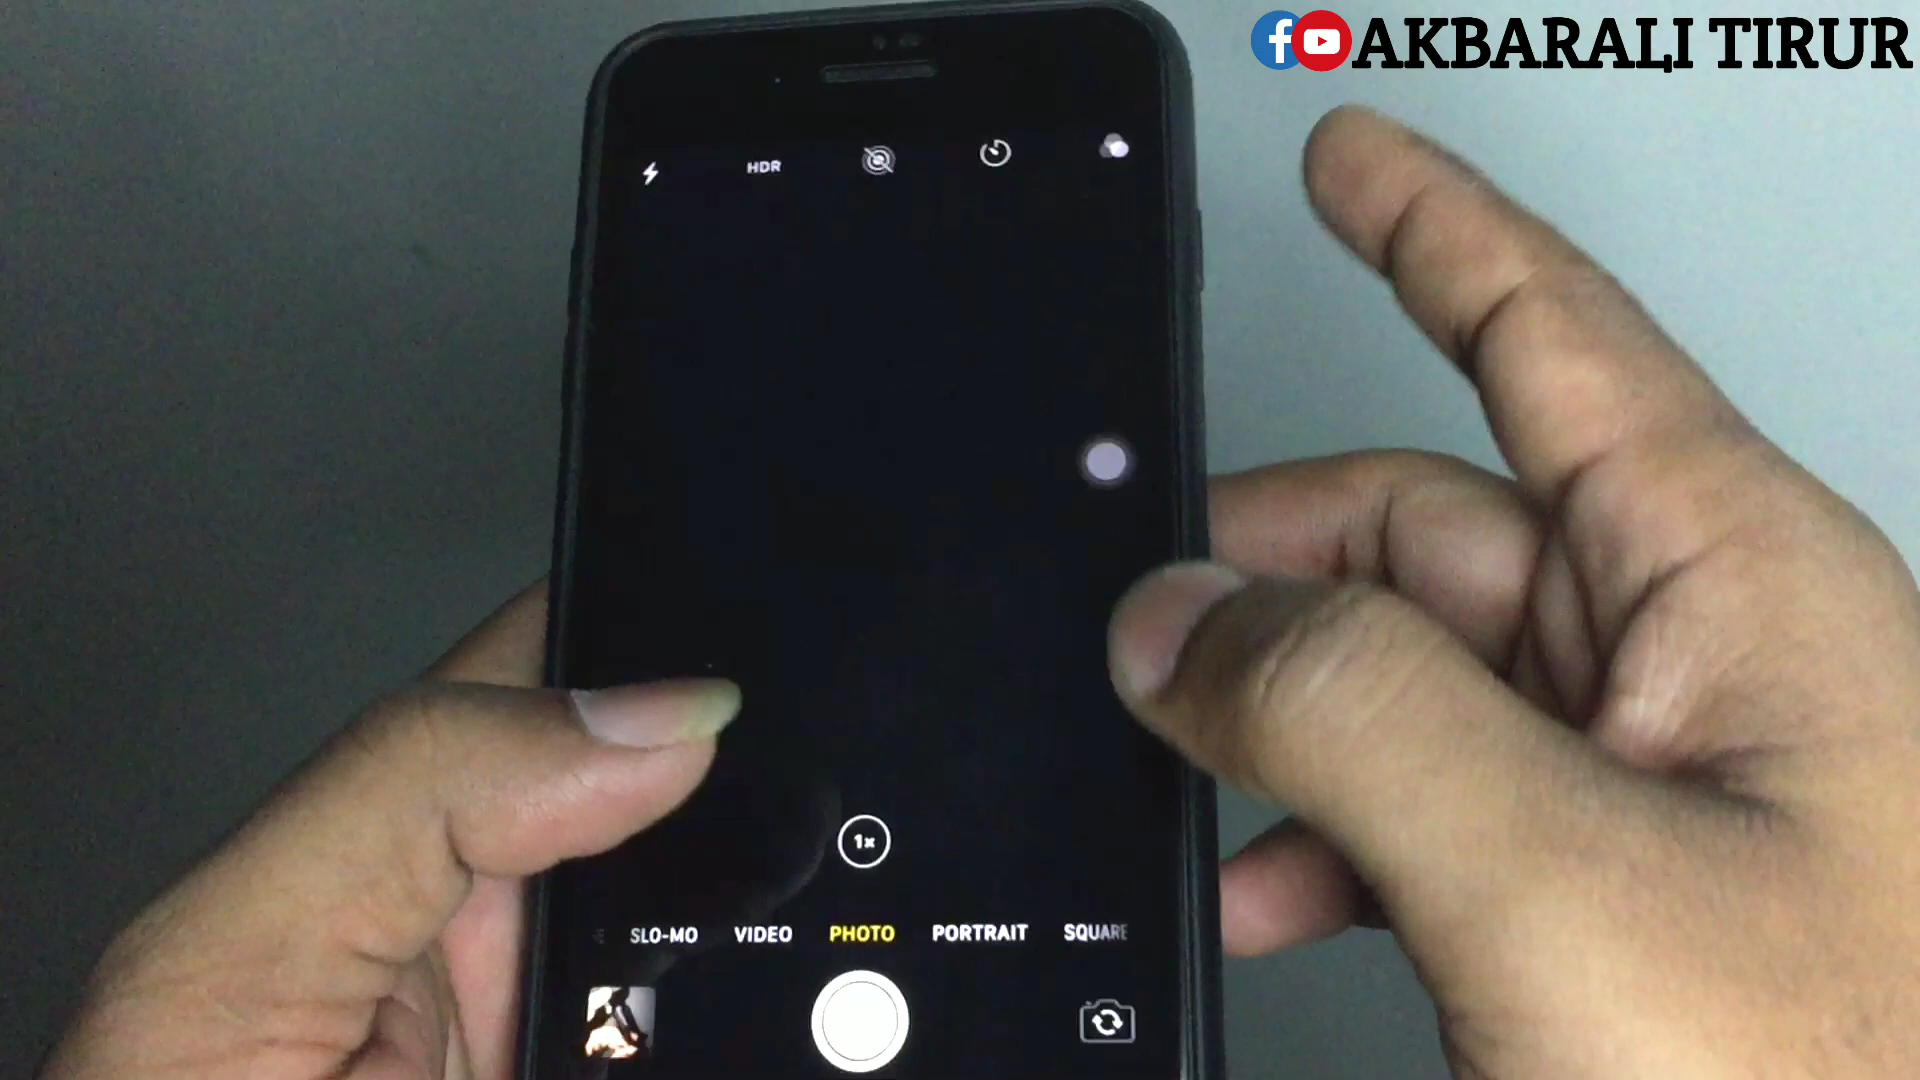 AKBARALI TIRUR
HDR
1x
SLO-MO VIDEO PHOTO PORTRAIT SQUARE